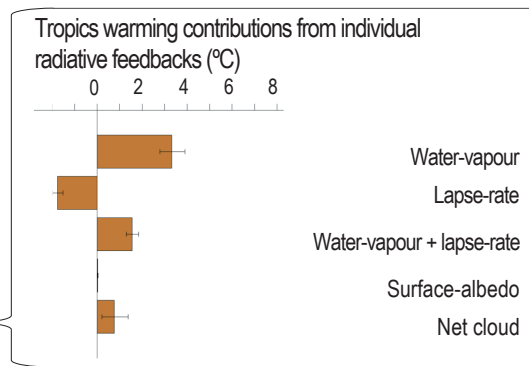 Tropics warming contributions from individual
radiative feedbacks (ºC)
0 2 4 6 8
Water-vapour
Lapse-rate
Water-vapour + lapse-rate
Surface-albedo
Net cloud